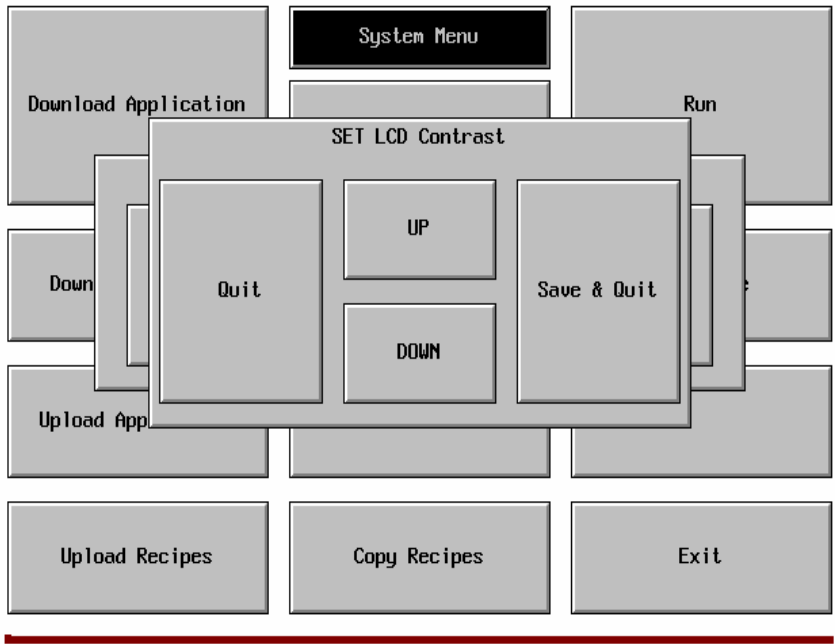 System Menu
Download Application
Run
SET LCD Contrast
Quit
UP
Save & Quit
DOWN
Down
Upload App
Upload Recipes
Copy Recipes
Exit